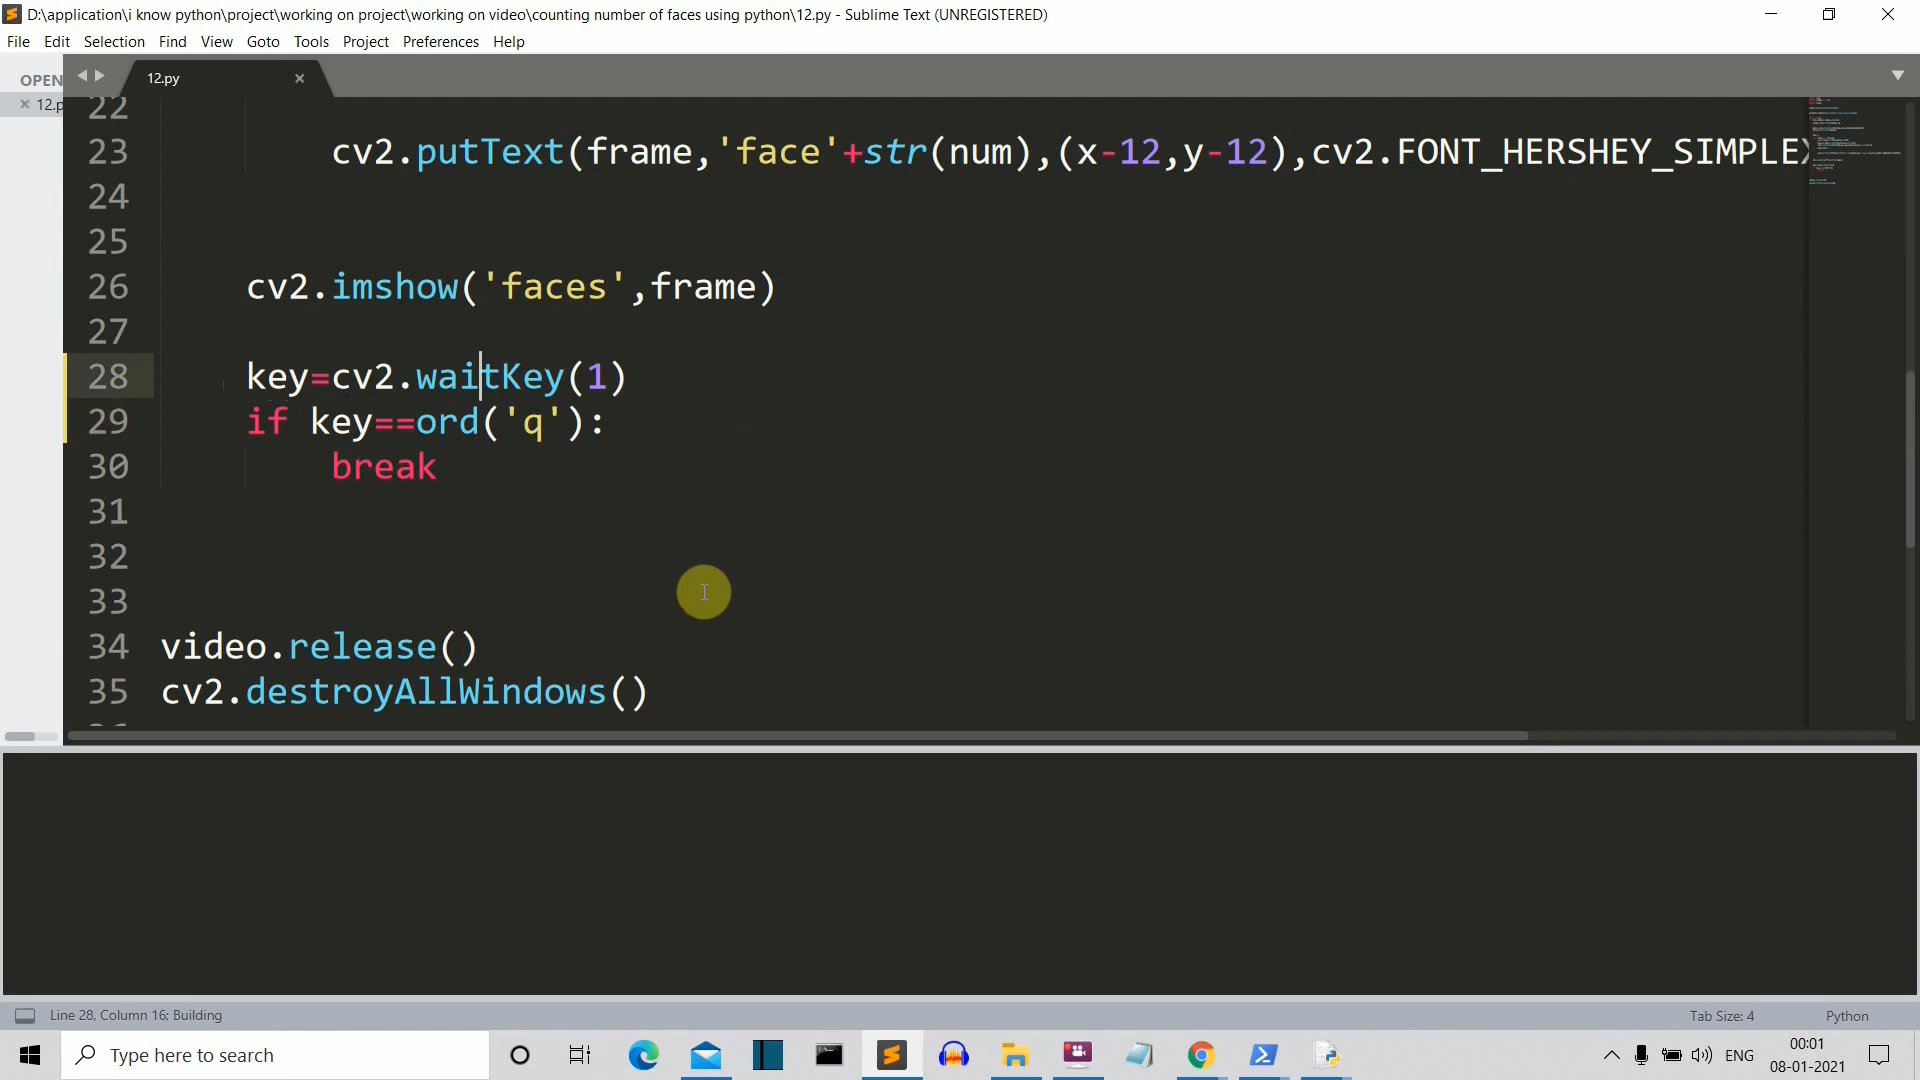 D:\application\i know python\project\working on project\working on video\counting number of faces using python\12.py - Sublime Text (UNREGISTERED)
File Edit Selection Find View Goto Tools Project Preferences Help
OPEN
12.py
12.p
22
23 cv2.putText(frame,'face'+str(num),(x-12,y-12),cv2.FONT_HERSHEY_SIMPLEX
24
25
26 cv2.imshow('faces',frame)
27
28 key=cv2.waitKey(1)
29 if key==ord('q'):
30 break
31
32
33
34 video.release()
35 cv2.destroyAllWindows()
Line 28, Column 16; Building
Tab Size: 4
Python
Type here to search
ENG
00:01
08-01-2021